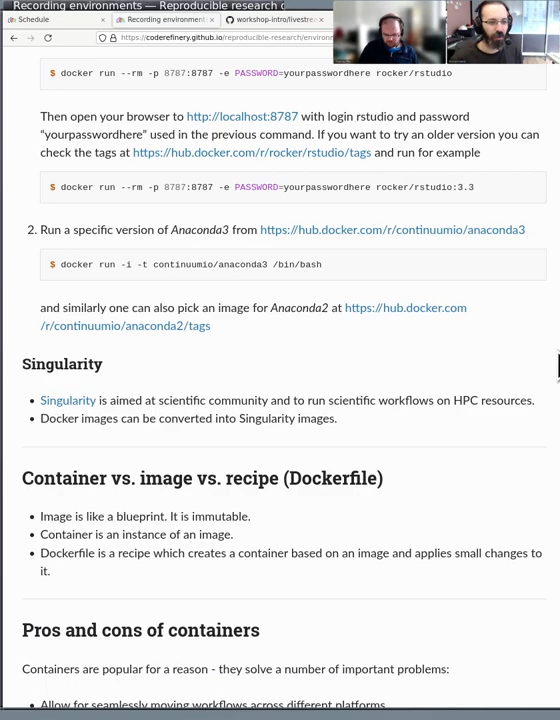 Recording environments — Reproducible research d
Schedule × Recording environments × workshop-intro/livestre ×
https://coderefinery.github.io/reproducible-research/environm
$ docker run --rm -p 8787:8787 -e PASSWORD=yourpasswordhere rocker/rstudio
Then open your browser to http://localhost:8787 with login rstudio and password
“yourpasswordhere” used in the previous command. If you want to try an older version you can
check the tags at https://hub.docker.com/r/rocker/rstudio/tags and run for example
$ docker run --rm -p 8787:8787 -e PASSWORD=yourpasswordhere rocker/rstudio:3.3
2. Run a specific version of Anaconda3 from https://hub.docker.com/r/continuumio/anaconda3
$ docker run -i -t continuumio/anaconda3 /bin/bash
and similarly one can also pick an image for Anaconda2 at https://hub.docker.com
/r/continuumio/anaconda2/tags
Singularity
• Singularity is aimed at scientific community and to run scientific workflows on HPC resources.
• Docker images can be converted into Singularity images.
Container vs. image vs. recipe (Dockerfile)
• Image is like a blueprint. It is immutable.
• Container is an instance of an image.
• Dockerfile is a recipe which creates a container based on an image and applies small changes to
it.
Pros and cons of containers
Containers are popular for a reason - they solve a number of important problems:
• Allow for seamlessly moving workflows across different platforms.